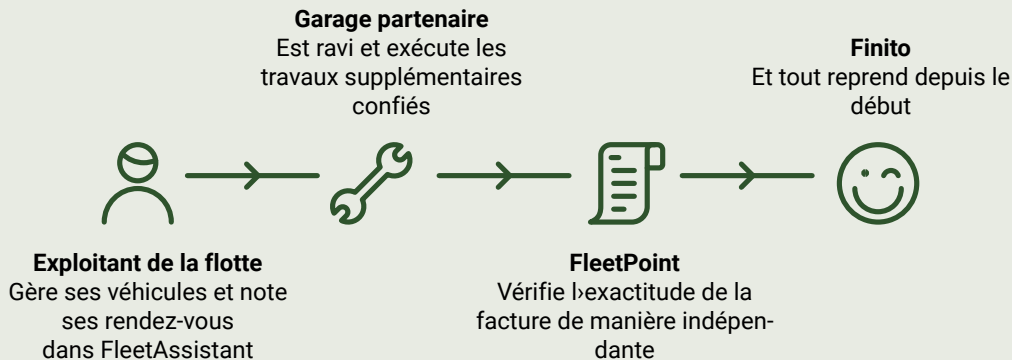 Garage partenaire
Est ravi et exécute les
travaux supplémentaires
confiés
Finito
Et tout reprend depuis le
début
Exploitant de la flotte
Gère ses véhicules et note
ses rendez-vous
dans FleetAssistant
FleetPoint
Vérifie l›exactitude de la
facture de manière indépen-
dante